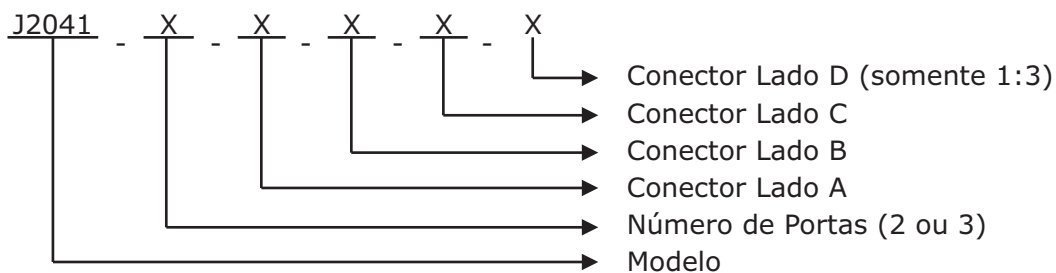 J2041 - X - X - X - X - X
Conector Lado D (somente 1:3)
Conector Lado C
Conector Lado B
Conector Lado A
Número de Portas (2 ou 3)
Modelo